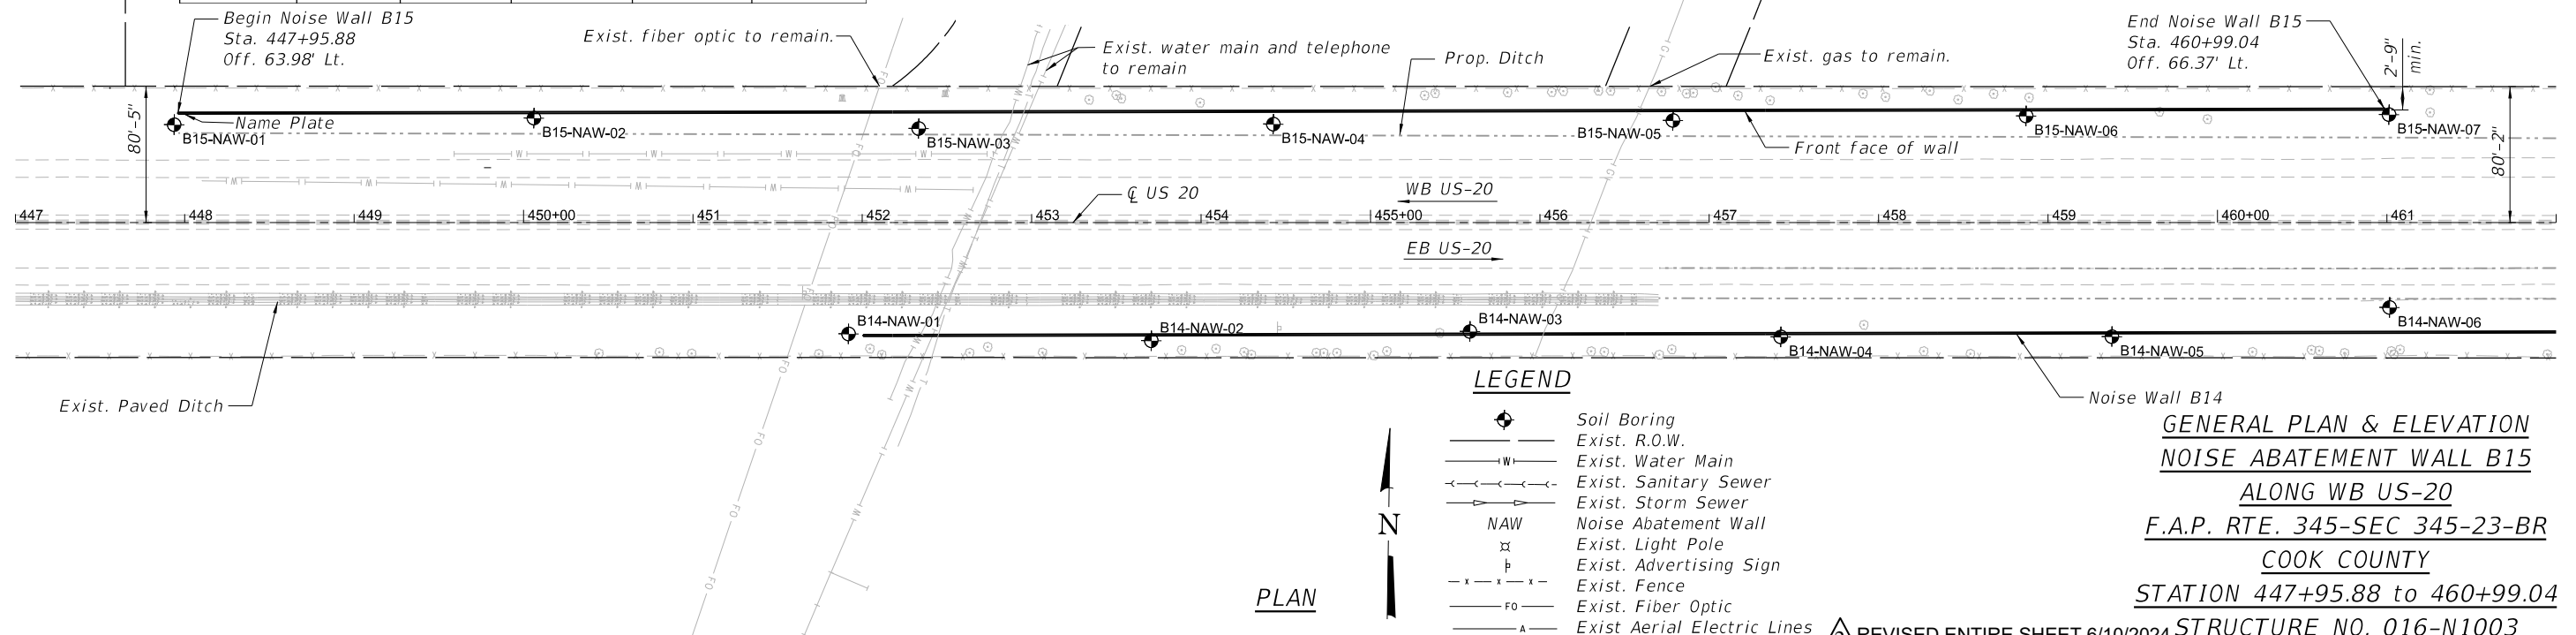 Begin Noise Wall B15
Sta. 447+95.88
Off. 63.98' Lt.
Exist. fiber optic to remain.
Exist. water main and telephone
to remain
Prop. Ditch
Exist. gas to remain.
End Noise Wall B15
Sta. 460+99.04
Off. 66.37' Lt.
2'-9"
min.
80'-5"
Name Plate
B15-NAW-01
B15-NAW-02
B15-NAW-03
B15-NAW-04
B15-NAW-05
B15-NAW-06
B15-NAW-07
Front face of wall
80'-2"
℄ US 20
WB US-20
447
448
449
450+00
451
452
453
454
455+00
456
457
458
459
460+00
461
EB US-20
B14-NAW-01
B14-NAW-02
B14-NAW-03
B14-NAW-04
B14-NAW-05
B14-NAW-06
Exist. Paved Ditch
Noise Wall B14
LEGEND
Soil Boring
Exist. R.O.W.
W Exist. Water Main
Exist. Sanitary Sewer
Exist. Storm Sewer
NAW Noise Abatement Wall
Exist. Light Pole
Exist. Advertising Sign
x x x Exist. Fence
FO Exist. Fiber Optic
A Exist Aerial Electric Lines
N
PLAN
GENERAL PLAN & ELEVATION
NOISE ABATEMENT WALL B15
ALONG WB US-20
F.A.P. RTE. 345-SEC 345-23-BR
COOK COUNTY
STATION 447+95.88 to 460+99.04
STRUCTURE NO. 016-N1003
REVISED ENTIRE SHEET 6/10/2024